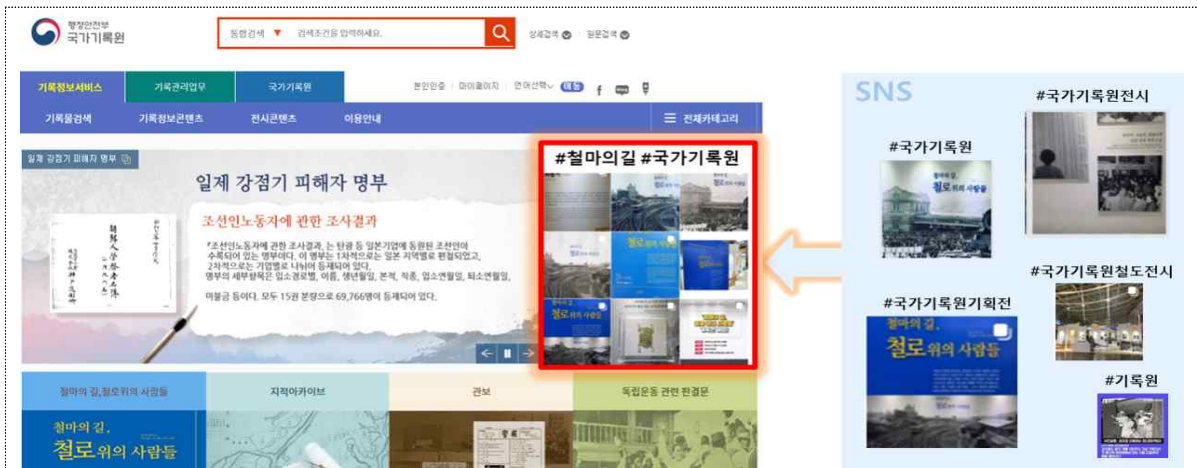 행정안전부
국가기록원
통합검색 ▼ 검색조건을 입력하세요.
상세검색
원문검색
기록정보서비스
기록관리업무
국가기록원
본인인증
마이페이지
언어선택
이동
기록물검색
기록정보콘텐츠
전시콘텐츠
이용안내
전체카테고리
일제 강점기 피해자 명부
일제 강점기 피해자 명부
조선인노동자에 관한 조사결과
『조선인노동자에 관한 조사결과』는 탄광 등 일본기업에 동원된 조선인이
수록되어 있는 명부이다. 이 명부는 1차적으로는 일본 지역별로 편철되었고,
2차적으로는 기업별로 나뉘어 등재되어 있다.
명부의 세부항목은 입소경로별, 이름, 생년월일, 본적, 직종, 입소연월일, 퇴소연월일,
미불금 등이다. 모두 15권 분량으로 69,766명이 등재되어 있다.
#철마의길 #국가기록원
철마의 길, 철로위의 사람들
지적아카이브
관보
독립운동 관련 판결문
철마의 길,
철로위의 사람들
SNS
#국가기록원전시
#국가기록원
철로위의 사람들
#국가기록원철도전시
#국가기록원기획전
철마의 길,
철로위의 사람들
#기록원